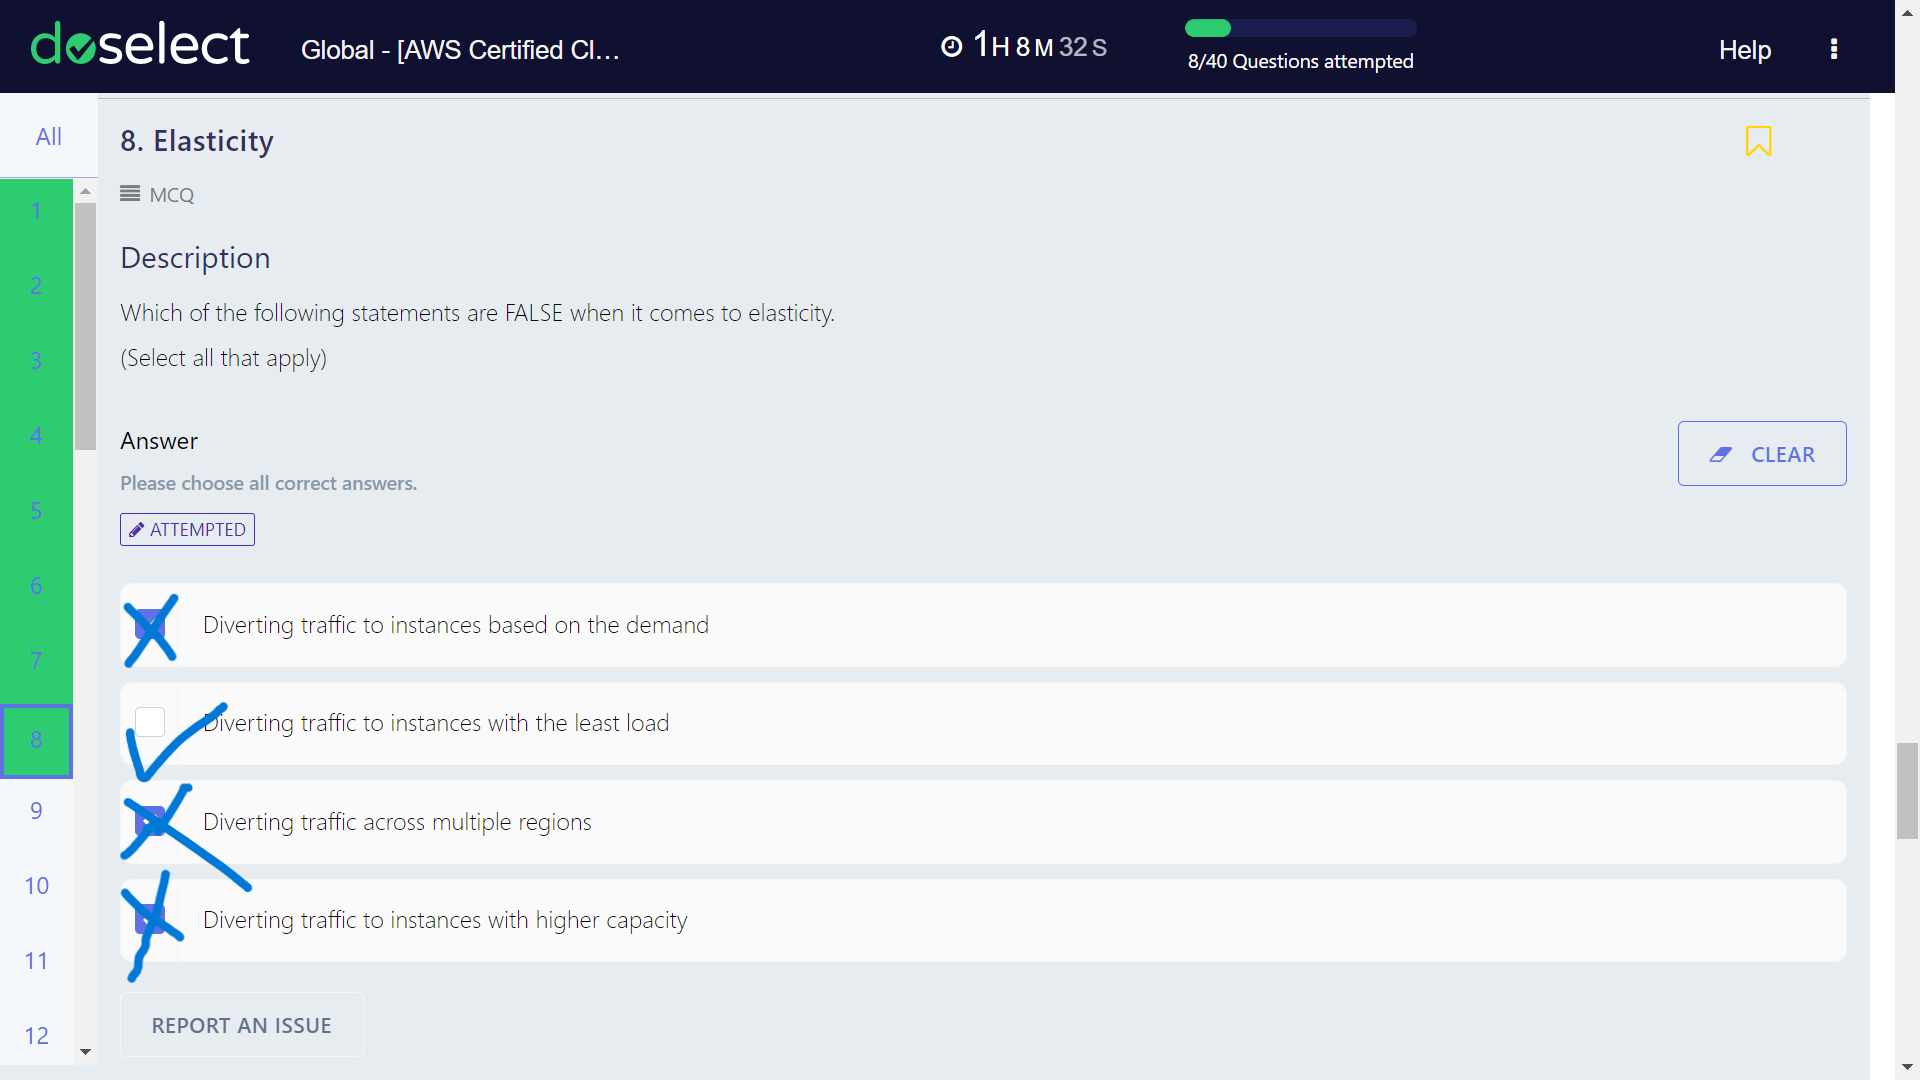 doselect
Global - [AWS Certified Cl...
1H 8M 32S
8/40 Questions attempted
Help
All
1
2
3
4
5
6
7
8
9
10
11
12
8. Elasticity
MCQ
Description
Which of the following statements are FALSE when it comes to elasticity.
(Select all that apply)
Answer
CLEAR
Please choose all correct answers.
ATTEMPTED
Diverting traffic to instances based on the demand
Diverting traffic to instances with the least load
Diverting traffic across multiple regions
Diverting traffic to instances with higher capacity
REPORT AN ISSUE